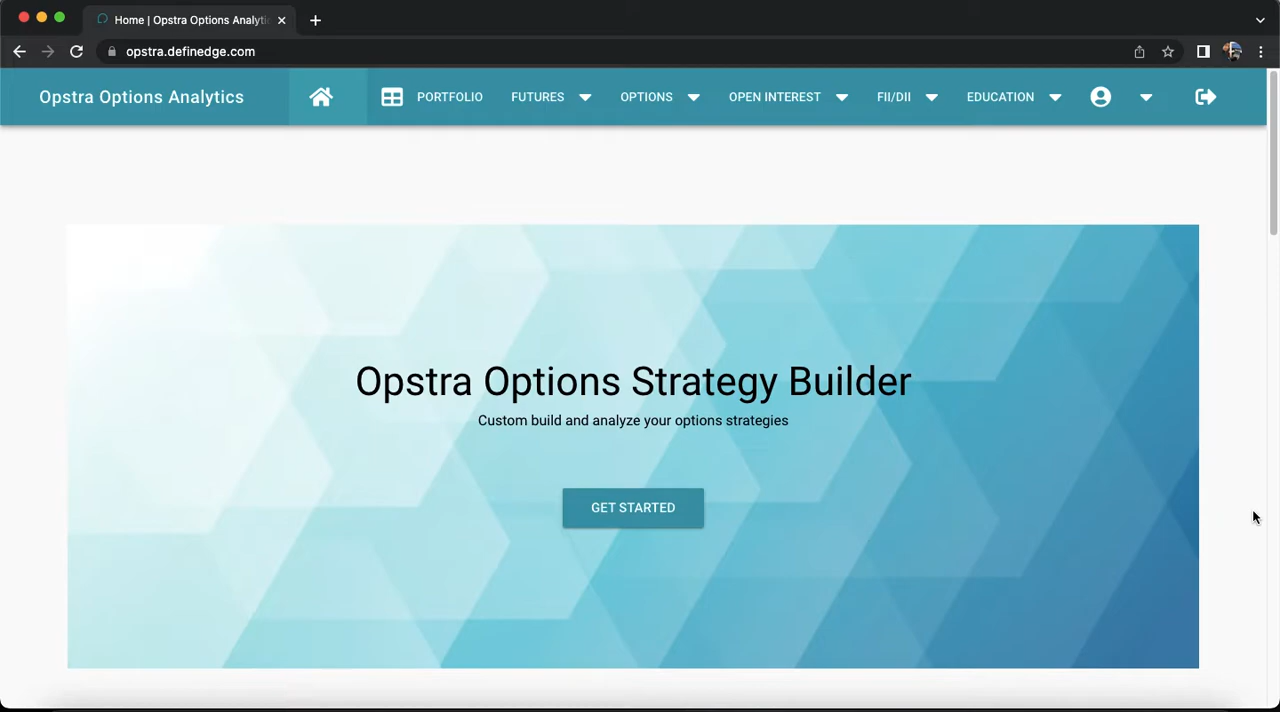 Home | Opstra Options Analyti
opstra.definedge.com
Opstra Options Analytics PORTFOLIO FUTURES OPTIONS OPEN INTEREST FII/DII EDUCATION
Opstra Options Strategy Builder
Custom build and analyze your options strategies
GET STARTED